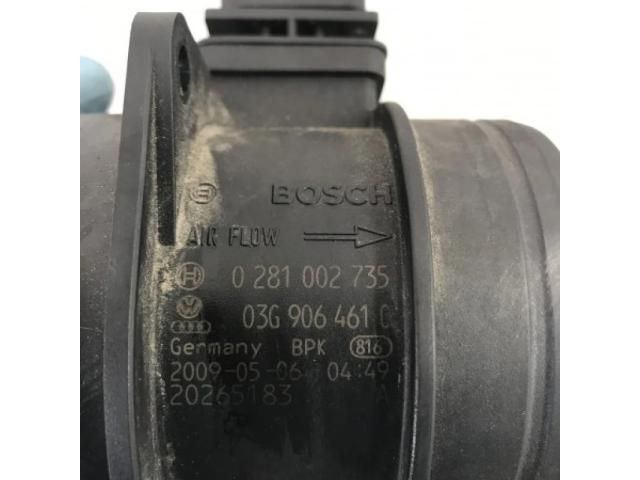 BOSCH
AIR FLOW
0 281 002 735
03G 906 461 C
Germany BPK 816
2009-05-06 04:49
20265183 A